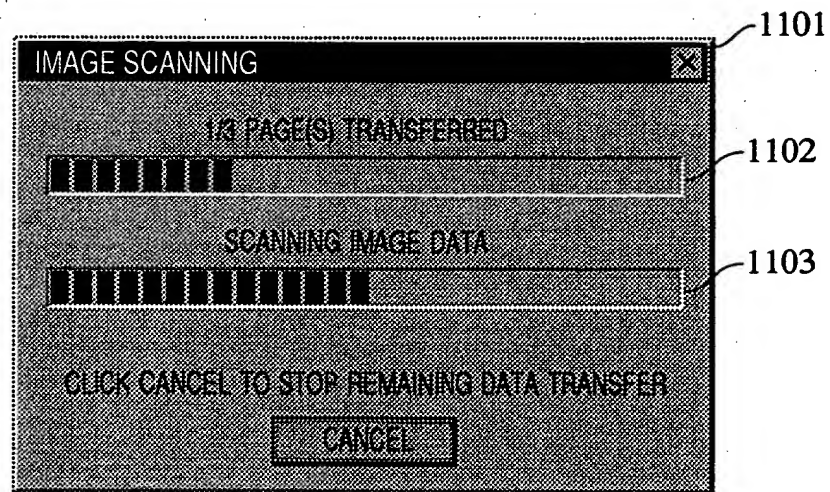 1101
IMAGE SCANNING
1/3 PAGE(S) TRANSFERRED
1102
SCANNING IMAGE DATA
1103
CLICK CANCEL TO STOP REMAINING DATA TRANSFER
CANCEL